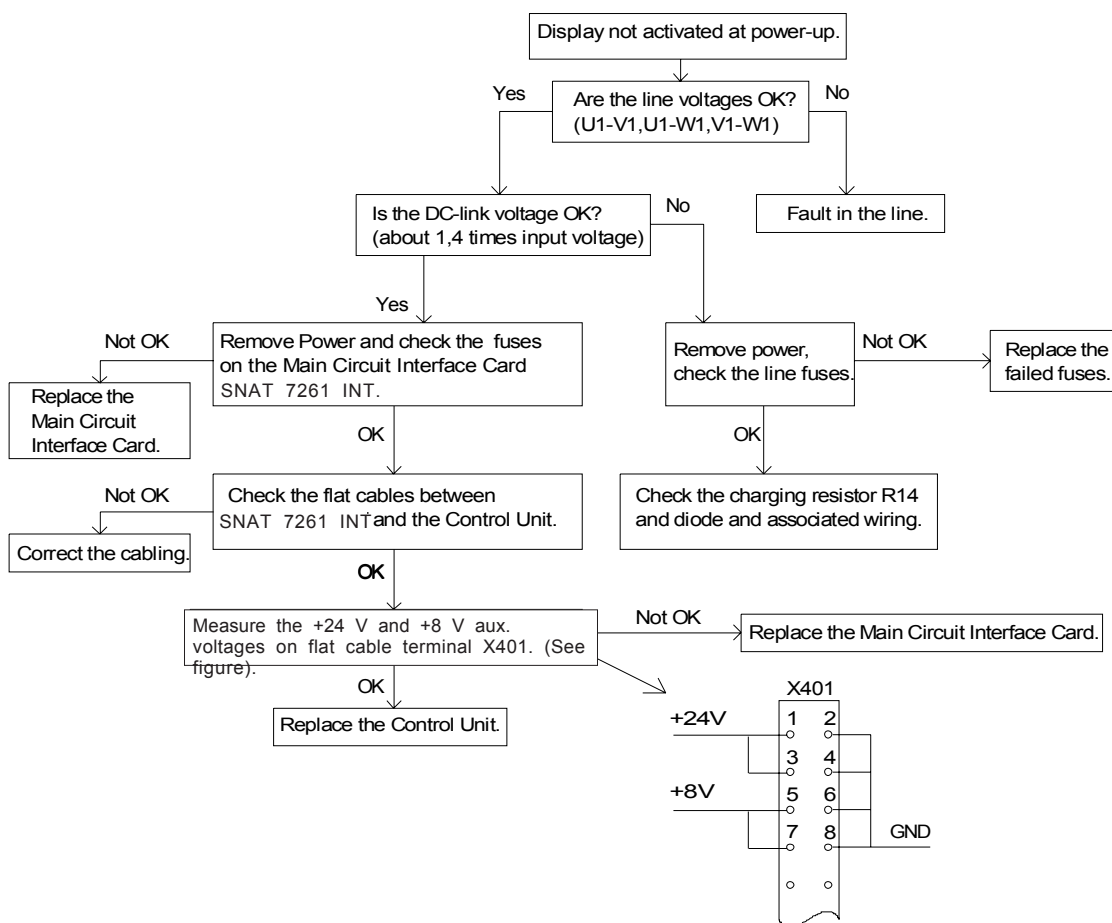 Display not activated at power-up.
Yes
Are the line voltages OK?
(U1-V1,U1-W1,V1-W1)
No
Is the DC-link voltage OK?
(about 1,4 times input voltage)
No
Fault in the line.
Yes
Not OK
Remove Power and check the fuses
on the Main Circuit Interface Card
SNAT 7261 INT.
Remove power,
check the line fuses.
Not OK
Replace the
failed fuses.
Replace the
Main Circuit
Interface Card.
OK
OK
Not OK
Check the flat cables between
SNAT 7261 INT and the Control Unit.
Check the charging resistor R14
and diode and associated wiring.
Correct the cabling.
OK
Measure the +24 V and +8 V aux.
voltages on flat cable terminal X401. (See
figure).
Not OK
Replace the Main Circuit Interface Card.
OK
Replace the Control Unit.
X401
+24V
1 2
3 4
+8V
5 6
7 8
GND